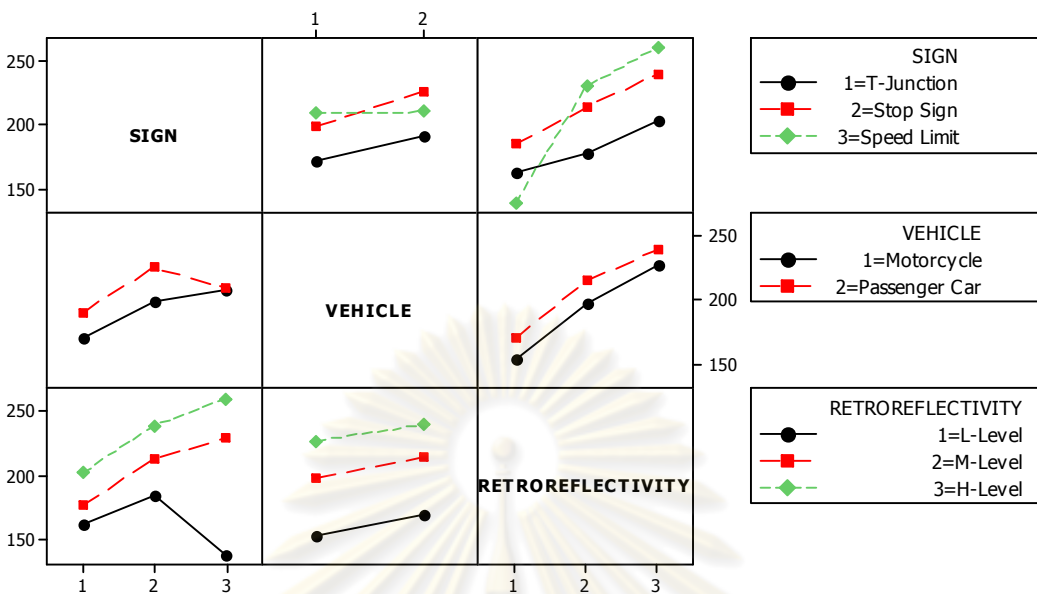 1 2
250
200
150
SIGN
SIGN
1=T-Junction
2=Stop Sign
3=Speed Limit
VEHICLE
250
200
150
VEHICLE
1=Motorcycle
2=Passenger Car
250
200
150
RETROREFLECTIVITY
RETROREFLECTIVITY
1=L-Level
2=M-Level
3=H-Level
1 2 3
1 2 3